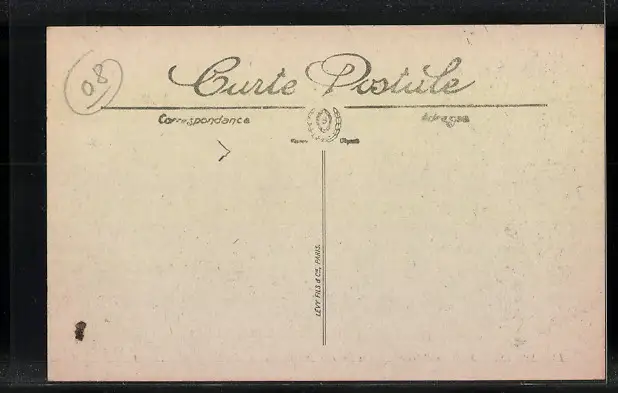 08
Carte Postale
Correspondance
Adresse
LEVY FILS & CIE, PARIS.